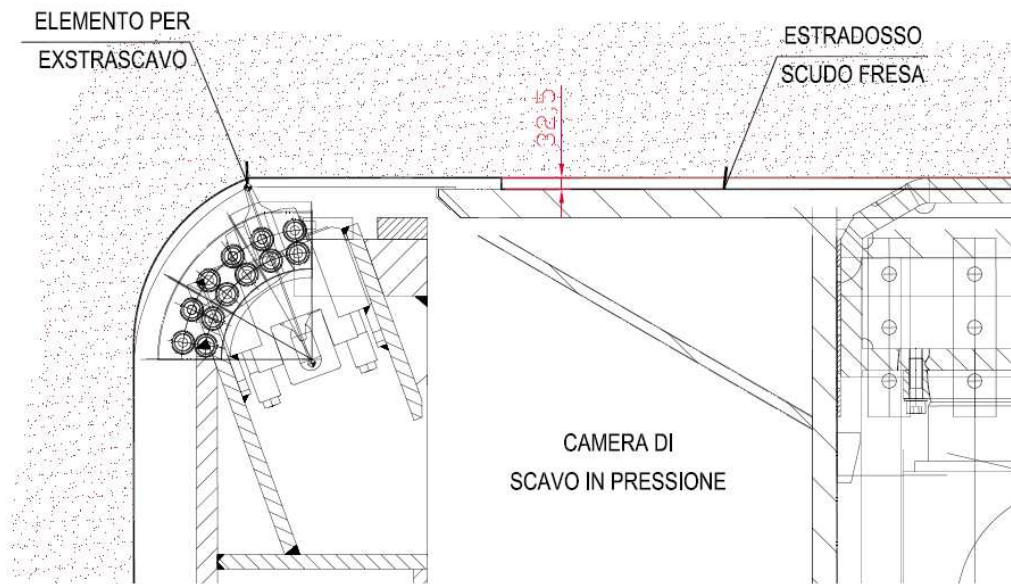 ELEMENTO PER
EXSTRASCAVO
ESTRADOSSO
SCUDO FRESA
32,5
CAMERA DI
SCAVO IN PRESSIONE